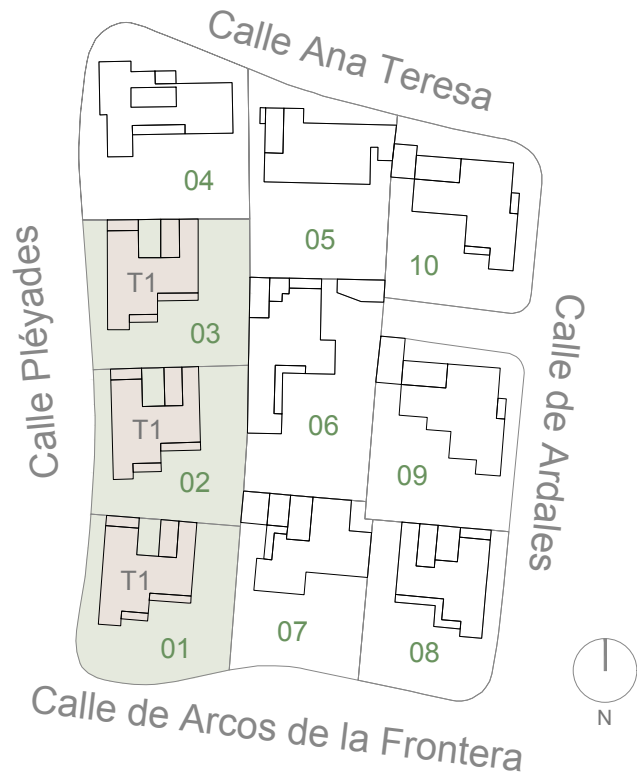 Calle Ana Teresa
04
05
10
Calle Pléyades
T1
03
Calle de Ardales
T1
02
06
09
T1
01
07
08
N
Calle de Arcos de la Frontera